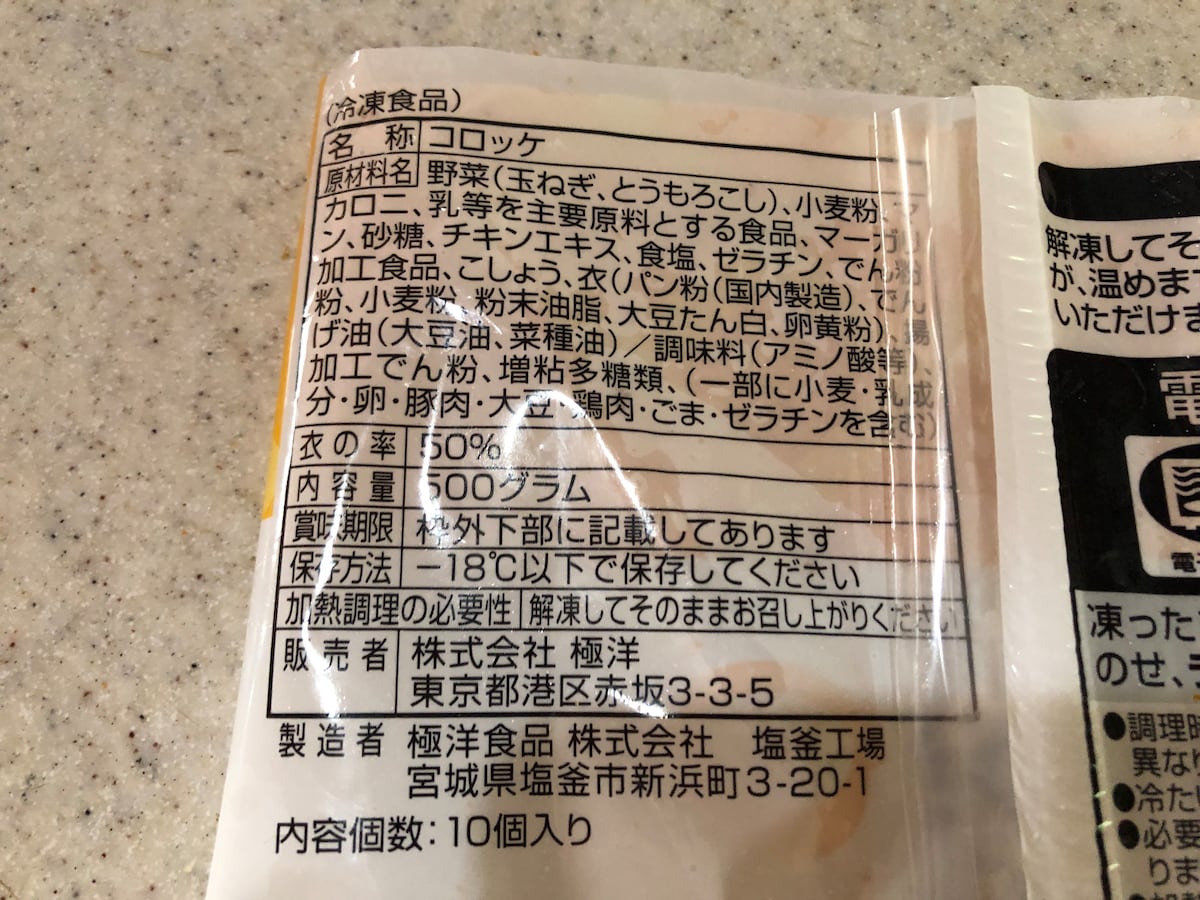 (冷凍食品)
名称 コロッケ
原材料名 野菜(玉ねぎ、とうもろこし)、小麦粉、マ
カロニ、乳等を主要原料とする食品、マーガリ
ン、砂糖、チキンエキス、食塩、ゼラチン、でん粉
加工食品、こしょう、衣(パン粉(国内製造)、でん
粉、小麦粉、粉末油脂、大豆たん白、卵黄粉)、揚
げ油(大豆油、菜種油)/調味料(アミノ酸等)、
加工でん粉、増粘多糖類、(一部に小麦・乳成
分・卵・豚肉・大豆・鶏肉・ごま・ゼラチンを含む)
衣の率 50%
内容量 500グラム
賞味期限 枠外下部に記載してあります
保存方法 −18℃以下で保存してください
加熱調理の必要性 解凍してそのままお召し上がりください
販売者 株式会社 極洋
東京都港区赤坂3-3-5
製造者 極洋食品 株式会社 塩釜工場
宮城県塩釜市新浜町3-20-1
内容個数:10個入り
解凍してそ
が、温めま
いただけま
電
電
凍った
のせ、
●調理時
異な
●冷た
●必要
りま